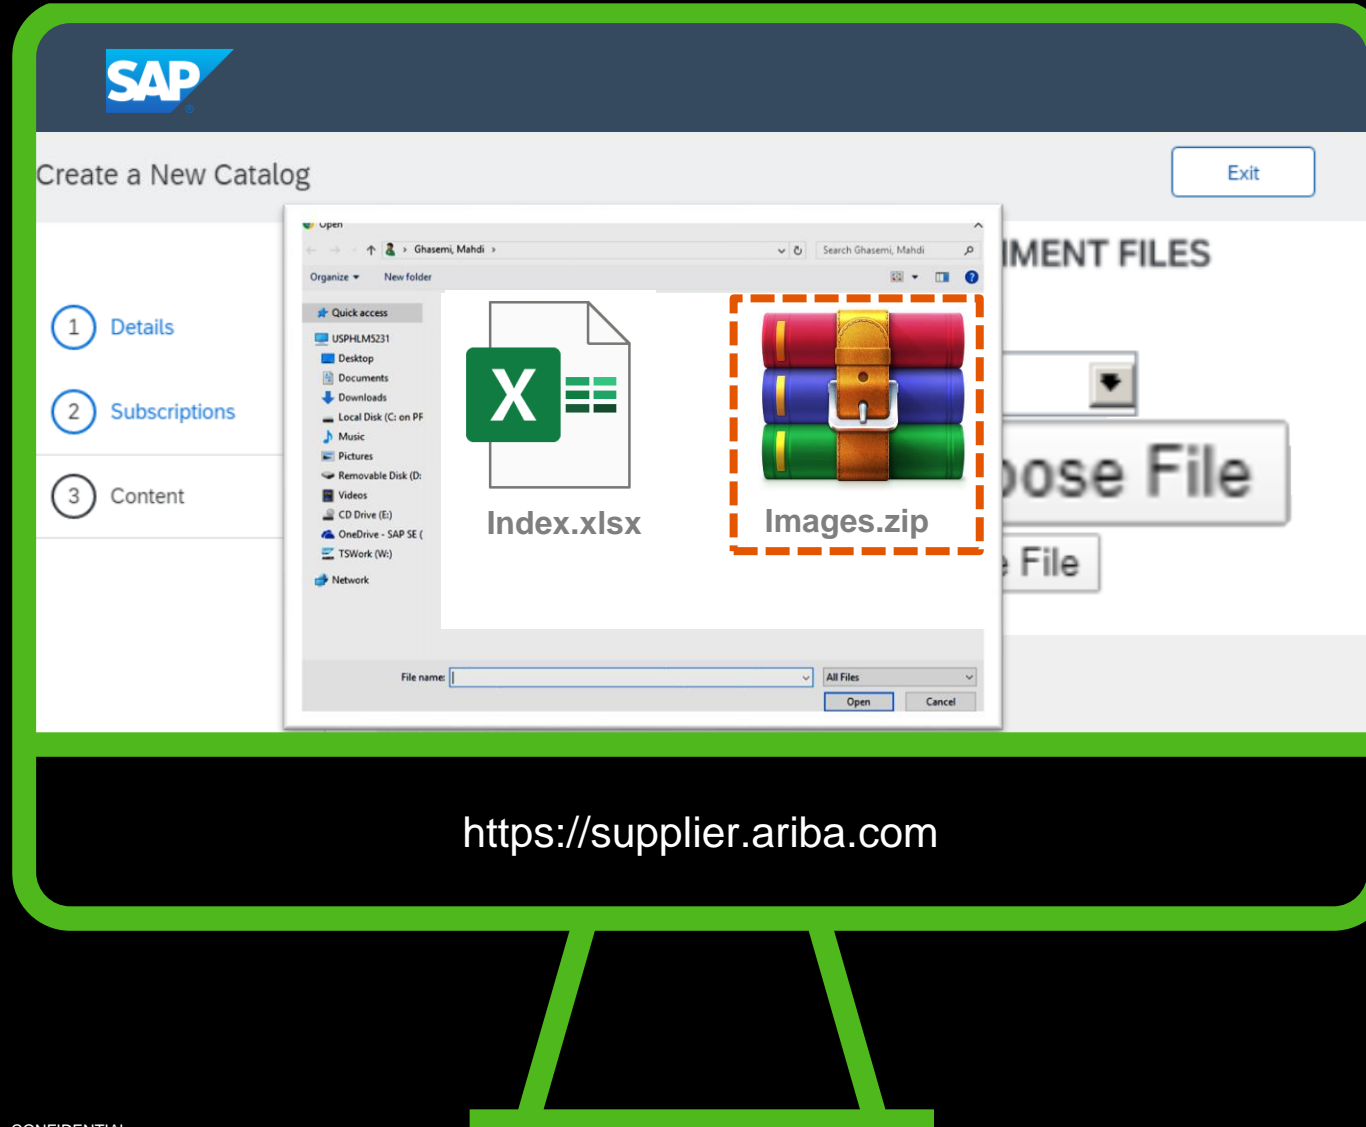 SAP
Create a New Catalog
Exit
Open
Ghasemi, Mahdi
Search Ghasemi, Mahdi
Organize
New folder
MENT FILES
1 Details
2 Subscriptions
3 Content
Quick access
USPHLM5231
Desktop
Documents
Downloads
Local Disk (C: on PF
Music
Pictures
Removable Disk (D:
Videos
CD Drive (E:)
OneDrive - SAP SE (
TSWork (W:)
Network
X
Index.xlsx
Images.zip
ose File
File
File name:
All Files
Open
Cancel
https://supplier.ariba.com
CONFIDENTIAL